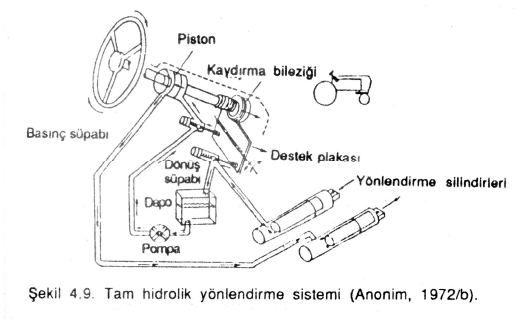 Piston
Kaydırma bileziği
Basınç süpabı
Dönüş
süpabı
Destek plakası
Depo
Yönlendirme silindirleri
Pompa
Şekil 4.9. Tam hidrolik yönlendirme sistemi (Anonim, 1972/b).